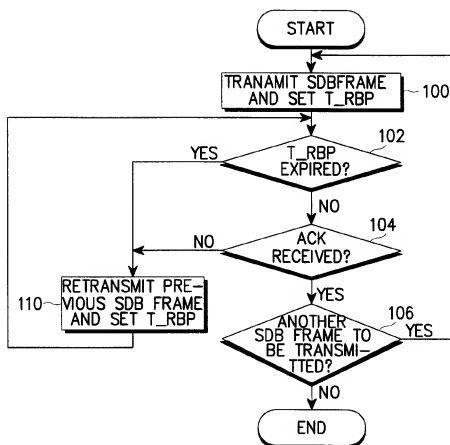 START
TRANAMIT SDBFRAME
AND SET T_RBP
100
102
YES
T_RBP
EXPIRED?
NO
104
NO
ACK
RECEIVED?
RETRANSMIT PRE-
VIOUS SDB FRAME
AND SET T_RBP
110
YES
106
ANOTHER
SDB FRAME TO
BE TRANSMI-
TTED?
YES
NO
END